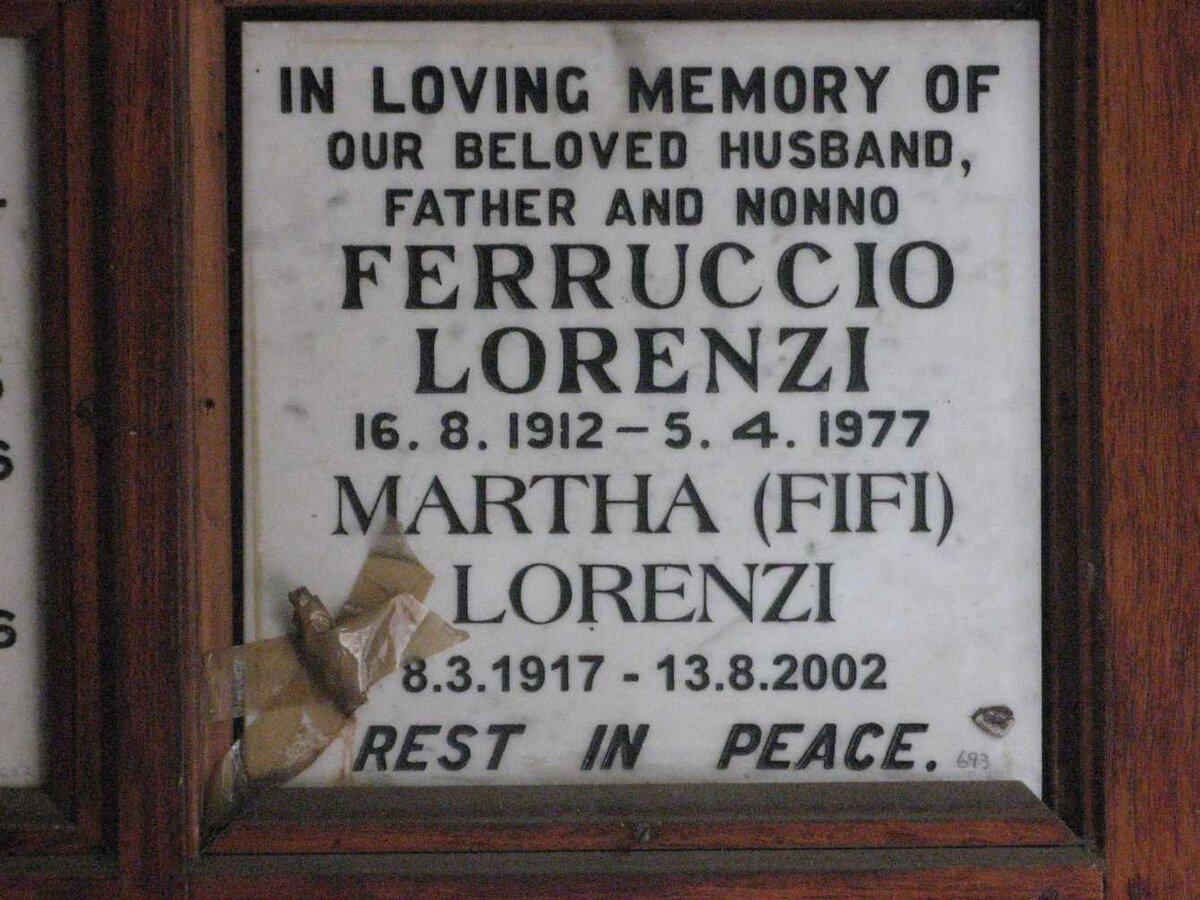 IN LOVING MEMORY OF
OUR BELOVED HUSBAND,
FATHER AND NONNO
FERRUCCIO
LORENZI
16. 8. 1912 – 5. 4. 1977
MARTHA (FIFI)
LORENZI
8.3.1917 - 13.8.2002
REST IN PEACE.
693